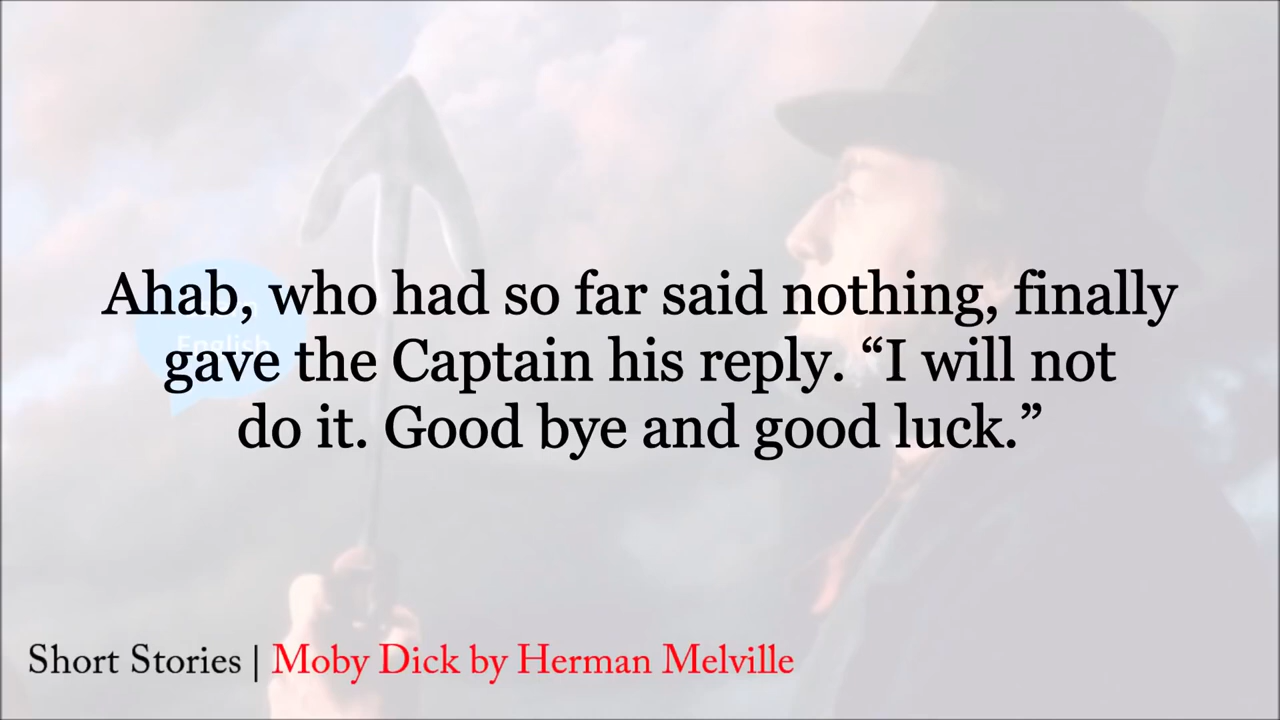 Ahab, who had so far said nothing, finally
gave the Captain his reply. “I will not
do it. Good bye and good luck.”
English
Short Stories | Moby Dick by Herman Melville